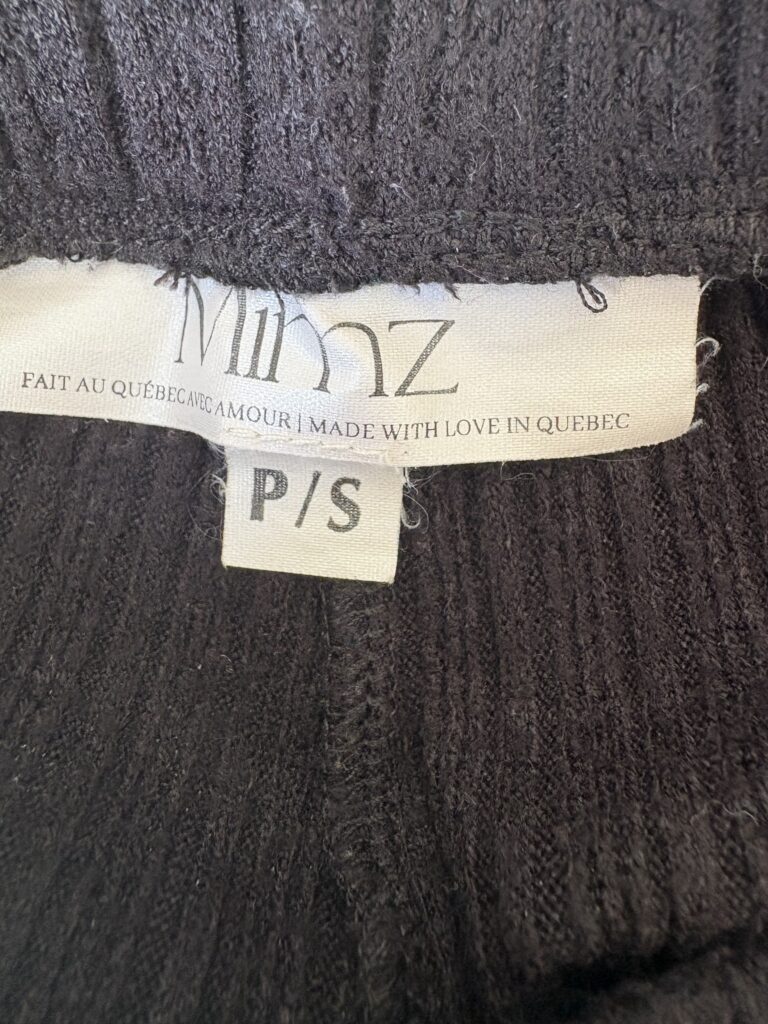 Mimz
FAIT AU QUÉBEC AVEC AMOUR | MADE WITH LOVE IN QUEBEC
P/S